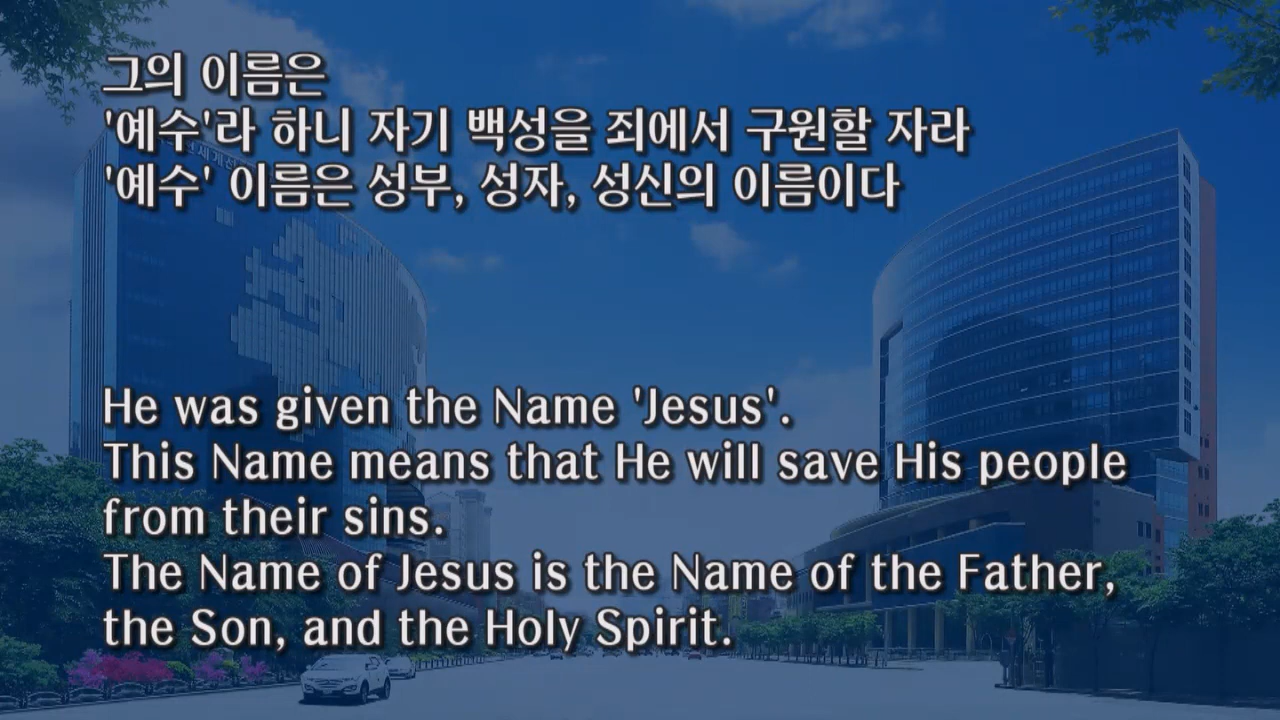 그의 이름은
'예수'라 하니 자기 백성을 죄에서 구원할 자라
'예수' 이름은 성부, 성자, 성신의 이름이다
He was given the Name 'Jesus'.
This Name means that He will save His people
from their sins.
The Name of Jesus is the Name of the Father,
the Son, and the Holy Spirit.